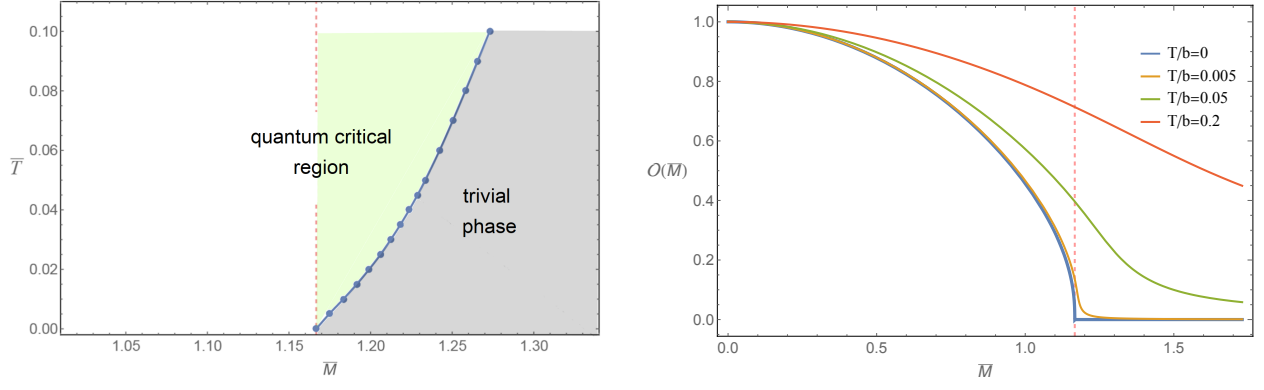 0.10
0.08
0.06
0.04
0.02
0.00
T̅
quantum critical
region
trivial
phase
1.05
1.10
1.15
1.20
1.25
1.30
M̅
1.0
0.8
0.6
0.4
0.2
0.0
O(M̅)
T/b=0
T/b=0.005
T/b=0.05
T/b=0.2
0.0
0.5
1.0
1.5
M̅